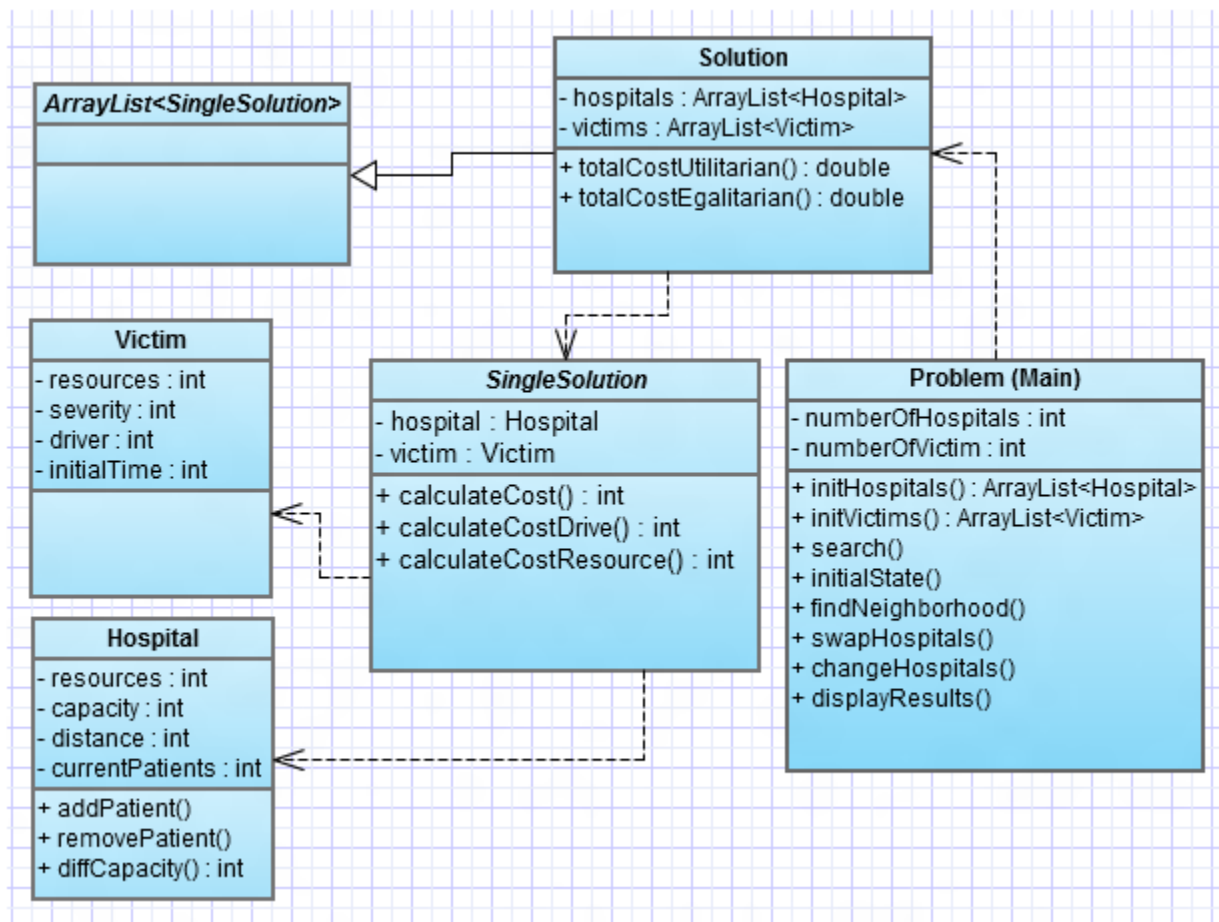 ArrayList<SingleSolution>
Solution
- hospitals : ArrayList<Hospital>
- victims : ArrayList<Victim>
+ totalCostUtilitarian() : double
+ totalCostEgalitarian() : double
Victim
- resources : int
- severity : int
- driver : int
- initialTime : int
SingleSolution
- hospital : Hospital
- victim : Victim
+ calculateCost() : int
+ calculateCostDrive() : int
+ calculateCostResource() : int
Problem (Main)
- numberOfHospitals : int
- numberOfVictim : int
+ initHospitals() : ArrayList<Hospital>
+ initVictims() : ArrayList<Victim>
+ search()
+ initialState()
+ findNeighborhood()
+ swapHospitals()
+ changeHospitals()
+ displayResults()
Hospital
- resources : int
- capacity : int
- distance : int
- currentPatients : int
+ addPatient()
+ removePatient()
+ diffCapacity() : int